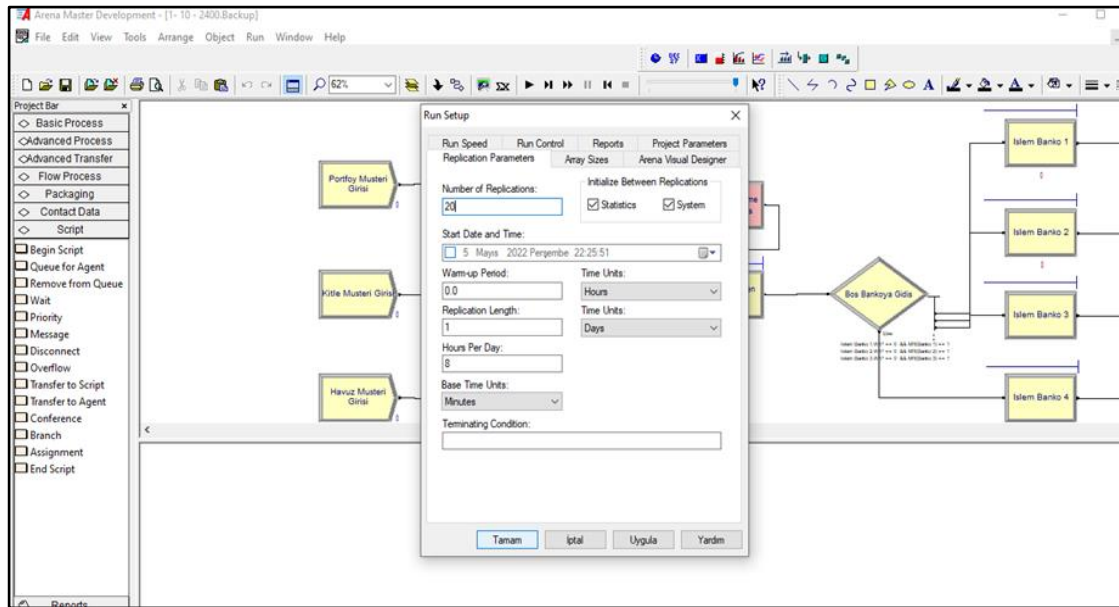 Arena Master Development - [1- 10 - 2400.Backup]
File Edit View Tools Arrange Object Run Window Help
62%
Project Bar
Basic Process
Advanced Process
Advanced Transfer
Flow Process
Packaging
Contact Data
Script
Begin Script
Queue for Agent
Remove from Queue
Wait
Priority
Message
Disconnect
Overflow
Transfer to Script
Transfer to Agent
Conference
Branch
Assignment
End Script
Reports
Portfoy Musteri
Girisi
Kitle Musteri Giris
Havuz Musteri
Girisi
Run Setup
Run Speed Run Control Reports Project Parameters
Replication Parameters Array Sizes Arena Visual Designer
Number of Replications:
20
Initialize Between Replications
Statistics System
Start Date and Time:
5 Mayıs 2022 Perşembe 22:25:51
Warm-up Period: Time Units:
0.0 Hours
Replication Length: Time Units:
1 Days
Hours Per Day:
8
Base Time Units:
Minutes
Terminating Condition:
Tamam İptal Uygula Yardım
Bos Bankoya Gidis
Islem Banko 1
Islem Banko 2
Islem Banko 3
Islem Banko 4